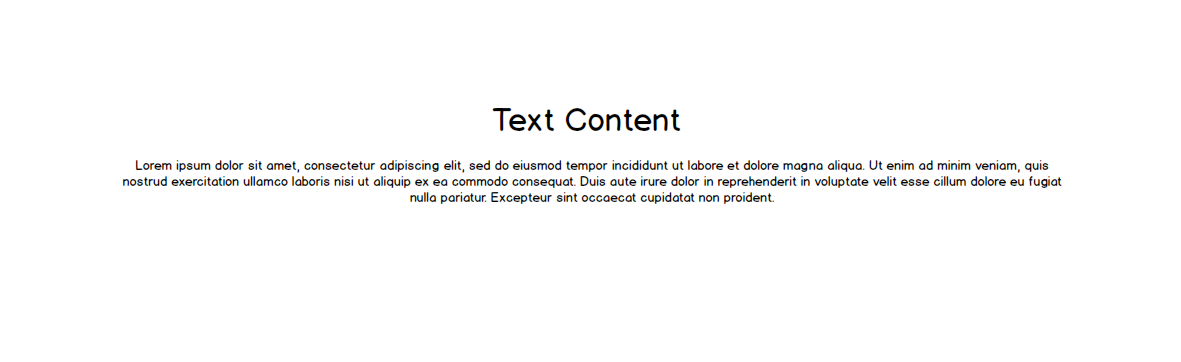 Text Content
Lorem ipsum dolor sit amet, consectetur adipiscing elit, sed do eiusmod tempor incididunt ut labore et dolore magna aliqua. Ut enim ad minim veniam, quis
nostrud exercitation ullamco laboris nisi ut aliquip ex ea commodo consequat. Duis aute irure dolor in reprehenderit in voluptate velit esse cillum dolore eu fugiat
nulla pariatur. Excepteur sint occaecat cupidatat non proident.